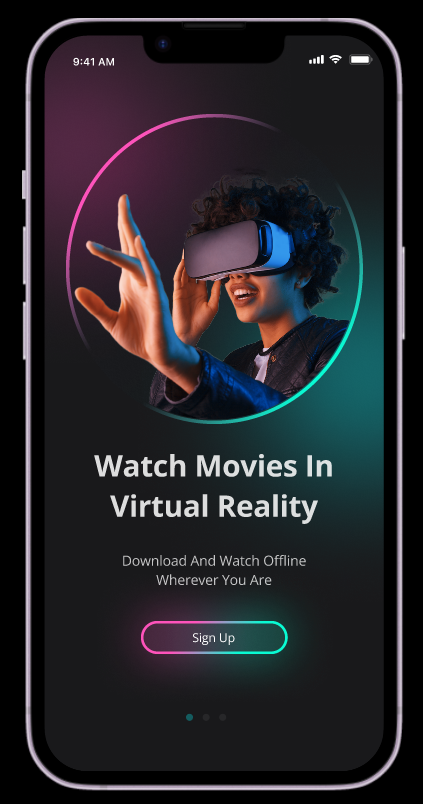 9:41 AM
Watch Movies In
Virtual Reality
Download And Watch Offline
Wherever You Are
Sign Up